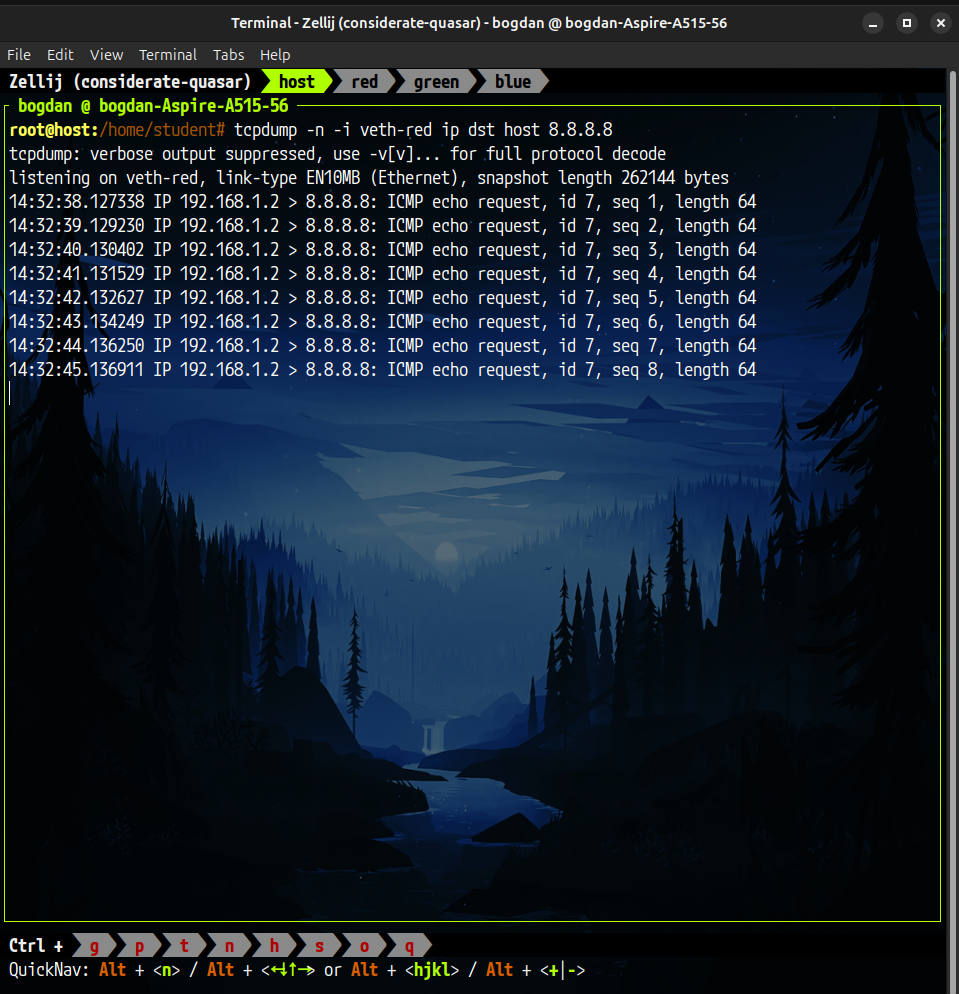 Terminal - Zellij (considerate-quasar) - bogdan @ bogdan-Aspire-A515-56
File Edit View Terminal Tabs Help
Zellij (considerate-quasar) host red green blue
bogdan @ bogdan-Aspire-A515-56
root@host:/home/student# tcpdump -n -i veth-red ip dst host 8.8.8.8
tcpdump: verbose output suppressed, use -v[v]... for full protocol decode
listening on veth-red, link-type EN10MB (Ethernet), snapshot length 262144 bytes
14:32:38.127338 IP 192.168.1.2 > 8.8.8.8: ICMP echo request, id 7, seq 1, length 64
14:32:39.129230 IP 192.168.1.2 > 8.8.8.8: ICMP echo request, id 7, seq 2, length 64
14:32:40.130402 IP 192.168.1.2 > 8.8.8.8: ICMP echo request, id 7, seq 3, length 64
14:32:41.131529 IP 192.168.1.2 > 8.8.8.8: ICMP echo request, id 7, seq 4, length 64
14:32:42.132627 IP 192.168.1.2 > 8.8.8.8: ICMP echo request, id 7, seq 5, length 64
14:32:43.134249 IP 192.168.1.2 > 8.8.8.8: ICMP echo request, id 7, seq 6, length 64
14:32:44.136250 IP 192.168.1.2 > 8.8.8.8: ICMP echo request, id 7, seq 7, length 64
14:32:45.136911 IP 192.168.1.2 > 8.8.8.8: ICMP echo request, id 7, seq 8, length 64
Ctrl + g p t n h s o q
QuickNav: Alt + <n> / Alt + <←↓↑→> or Alt + <hjkl> / Alt + <+|->